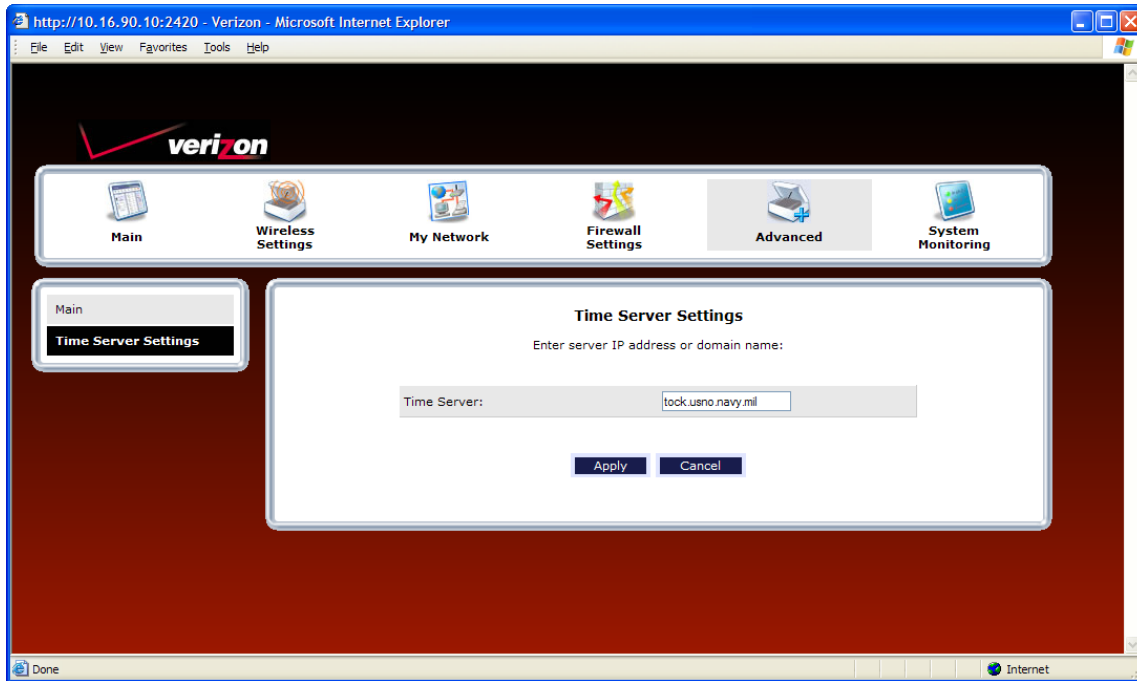 http://10.16.90.10:2420 - Verizon - Microsoft Internet Explorer
File Edit View Favorites Tools Help
verizon
Main
Wireless Settings
My Network
Firewall Settings
Advanced
System Monitoring
Main
Time Server Settings
Time Server Settings
Enter server IP address or domain name:
Time Server: tock.usno.navy.mil
Apply Cancel
Done Internet